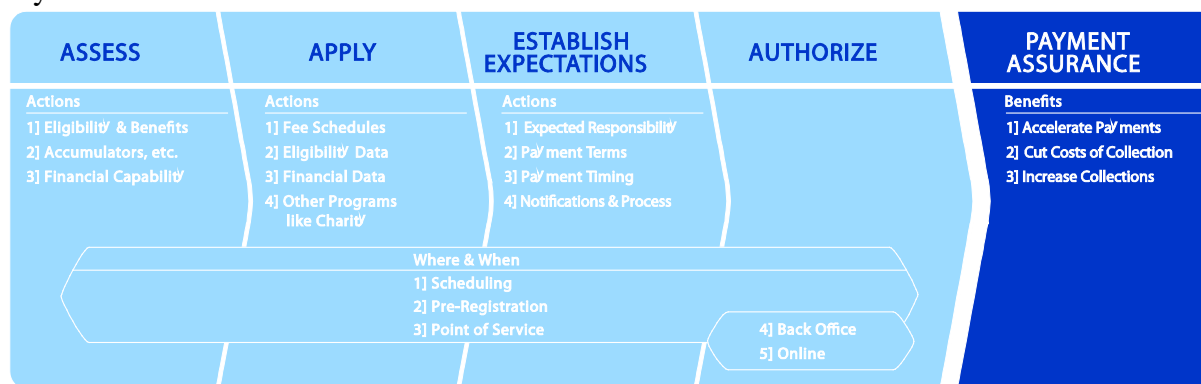 ASSESS
Actions
1] Eligibility & Benefits
2] Accumulators, etc.
3] Financial Capability
APPLY
Actions
1] Fee Schedules
2] Eligibility Data
3] Financial Data
4] Other Programs
like Charity
ESTABLISH
EXPECTATIONS
Actions
1] Expected Responsibility
2] Payment Terms
3] Payment Timing
4] Notifications & Process
AUTHORIZE
Where & When
1] Scheduling
2] Pre-Registration
3] Point of Service
4] Back Office
5] Online
PAYMENT
ASSURANCE
Benefits
1] Accelerate Payments
2] Cut Costs of Collection
3] Increase Collections